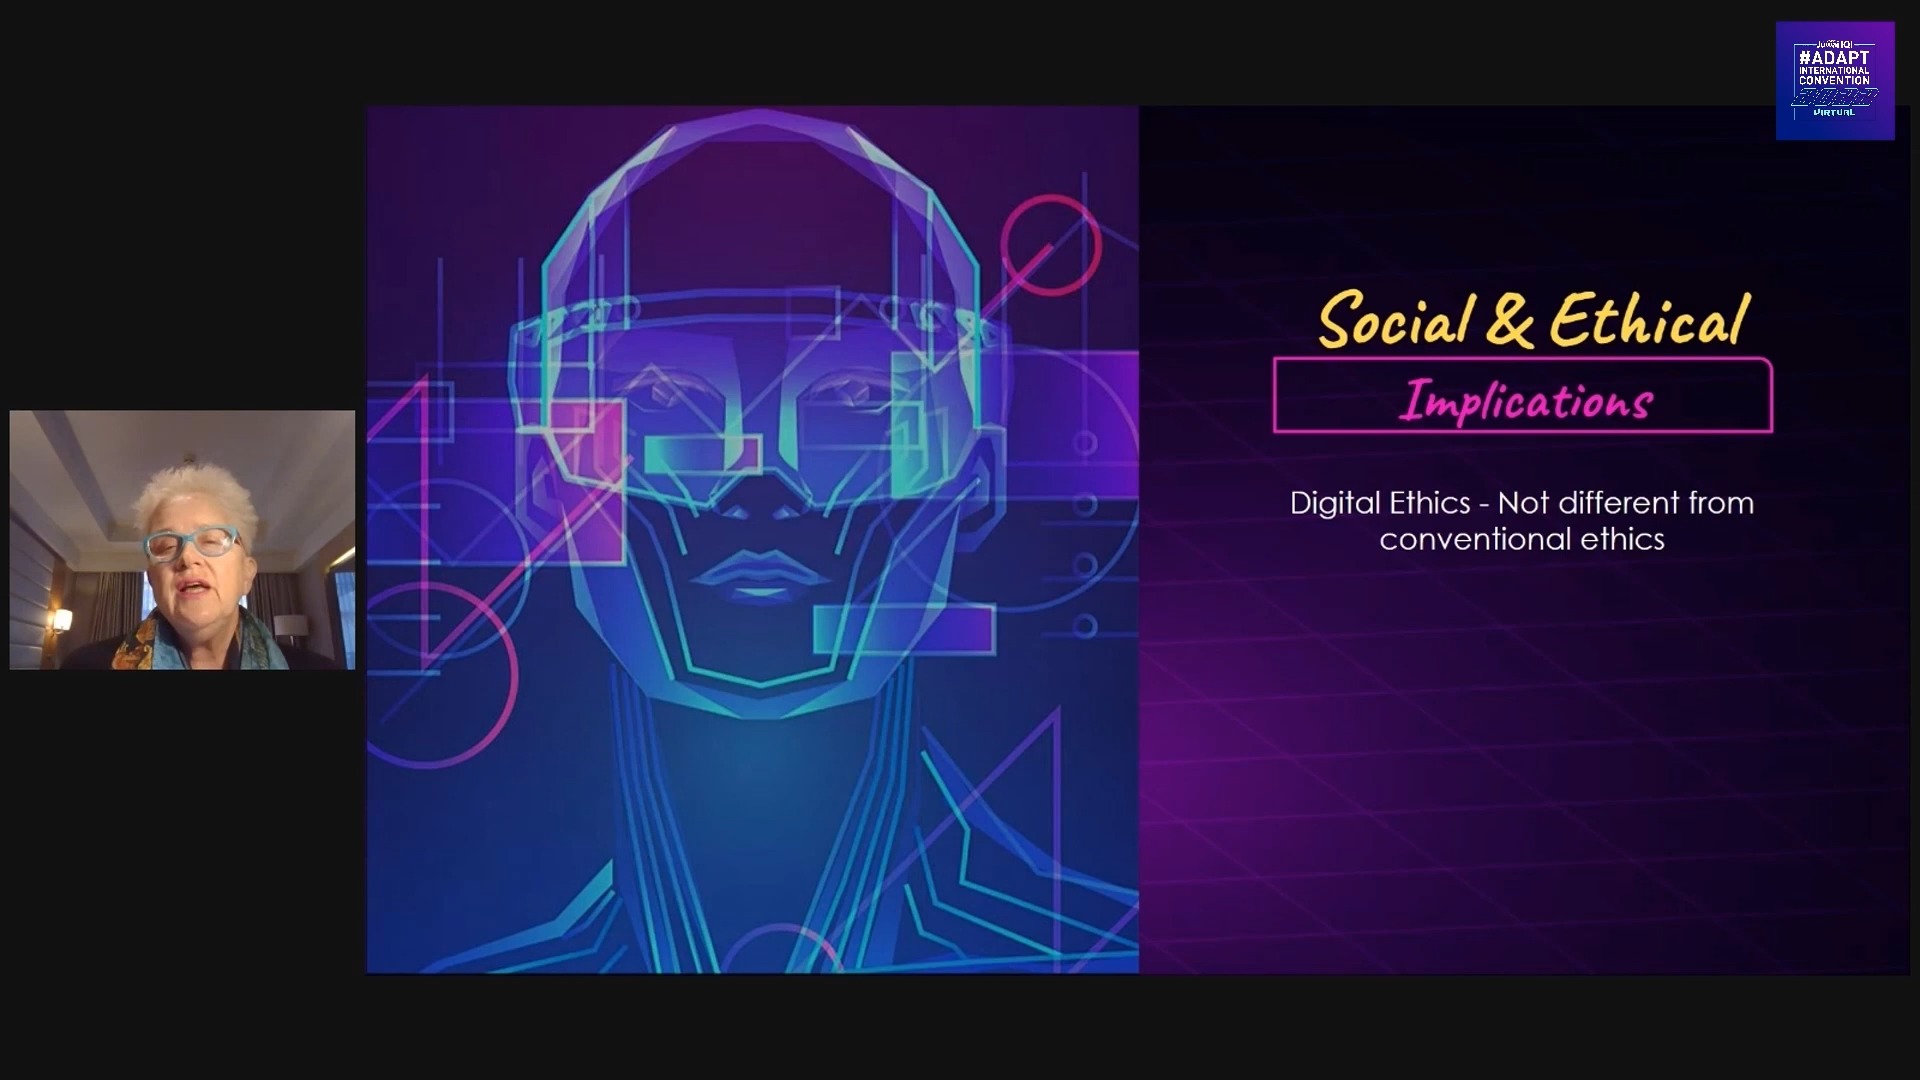 #ADAPT
INTERNATIONAL
CONVENTION
VIRTUAL
Social & Ethical
Implications
Digital Ethics - Not different from
conventional ethics